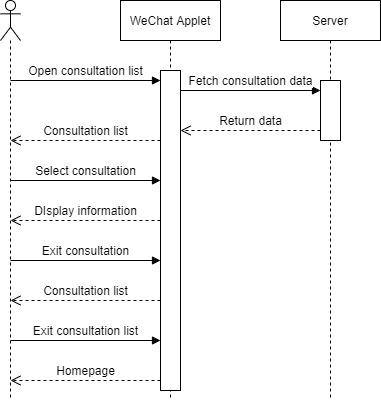 WeChat Applet
Server
Open consultation list
Fetch consultation data
Return data
Consultation list
Select consultation
DIsplay information
Exit consultation
Consultation list
Exit consultation list
Homepage